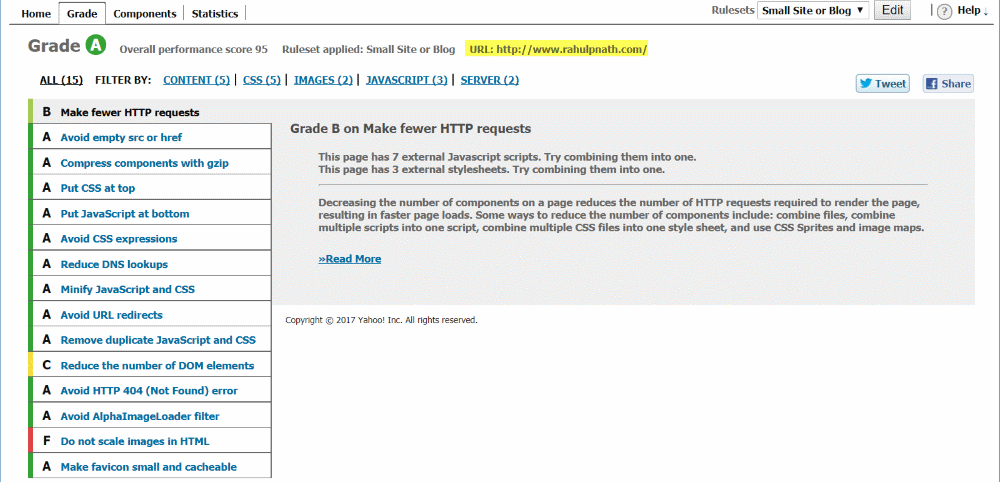 Home Grade Components Statistics Rulesets Small Site or Blog ▼ Edit ? Help ↓
Grade A Overall performance score 95 Ruleset applied: Small Site or Blog URL: http://www.rahulpnath.com/
ALL (15) FILTER BY: CONTENT (5) | CSS (5) | IMAGES (2) | JAVASCRIPT (3) | SERVER (2)
Tweet Share
B Make fewer HTTP requests
A Avoid empty src or href
A Compress components with gzip
A Put CSS at top
A Put JavaScript at bottom
A Avoid CSS expressions
A Reduce DNS lookups
A Minify JavaScript and CSS
A Avoid URL redirects
A Remove duplicate JavaScript and CSS
C Reduce the number of DOM elements
A Avoid HTTP 404 (Not Found) error
A Avoid AlphaImageLoader filter
F Do not scale images in HTML
A Make favicon small and cacheable
Grade B on Make fewer HTTP requests
This page has 7 external Javascript scripts. Try combining them into one.
This page has 3 external stylesheets. Try combining them into one.
Decreasing the number of components on a page reduces the number of HTTP requests required to render the page,
resulting in faster page loads. Some ways to reduce the number of components include: combine files, combine
multiple scripts into one script, combine multiple CSS files into one style sheet, and use CSS Sprites and image maps.
»Read More
Copyright © 2017 Yahoo! Inc. All rights reserved.